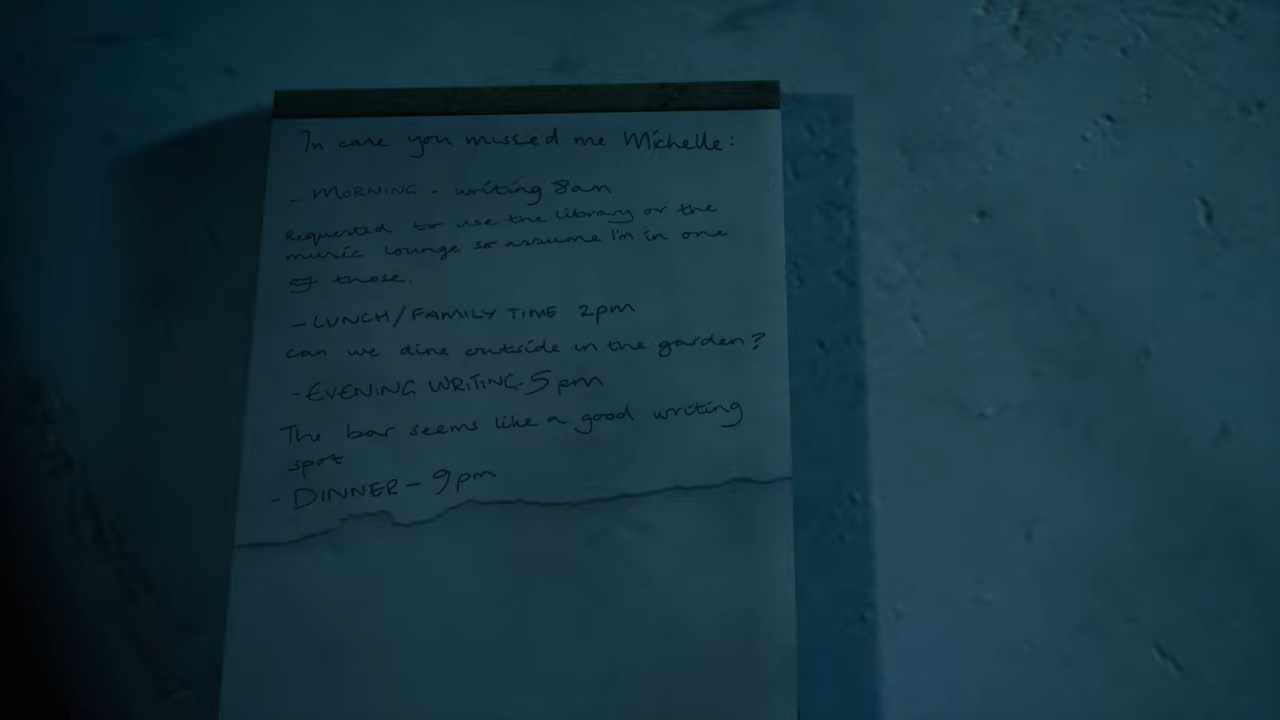 In case you missed me Michelle:
- MORNING - writing 8am
Requested to use the library or the
music lounge so assume I'm in one
of those.
- LUNCH/FAMILY TIME 2pm
can we dine outside in the garden?
- EVENING WRITING - 5pm
The bar seems like a good writing
spot
- DINNER - 9pm